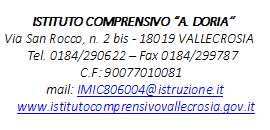 ISTITUTO COMPRENSIVO “A. DORIA”
Via San Rocco, n. 2 bis - 18019 VALLECROSIA
Tel. 0184/290622 – Fax 0184/299787
C.F: 90077010081
mail: IMIC806004@istruzione.it
www.istitutocomprensivovallecrosia.gov.it